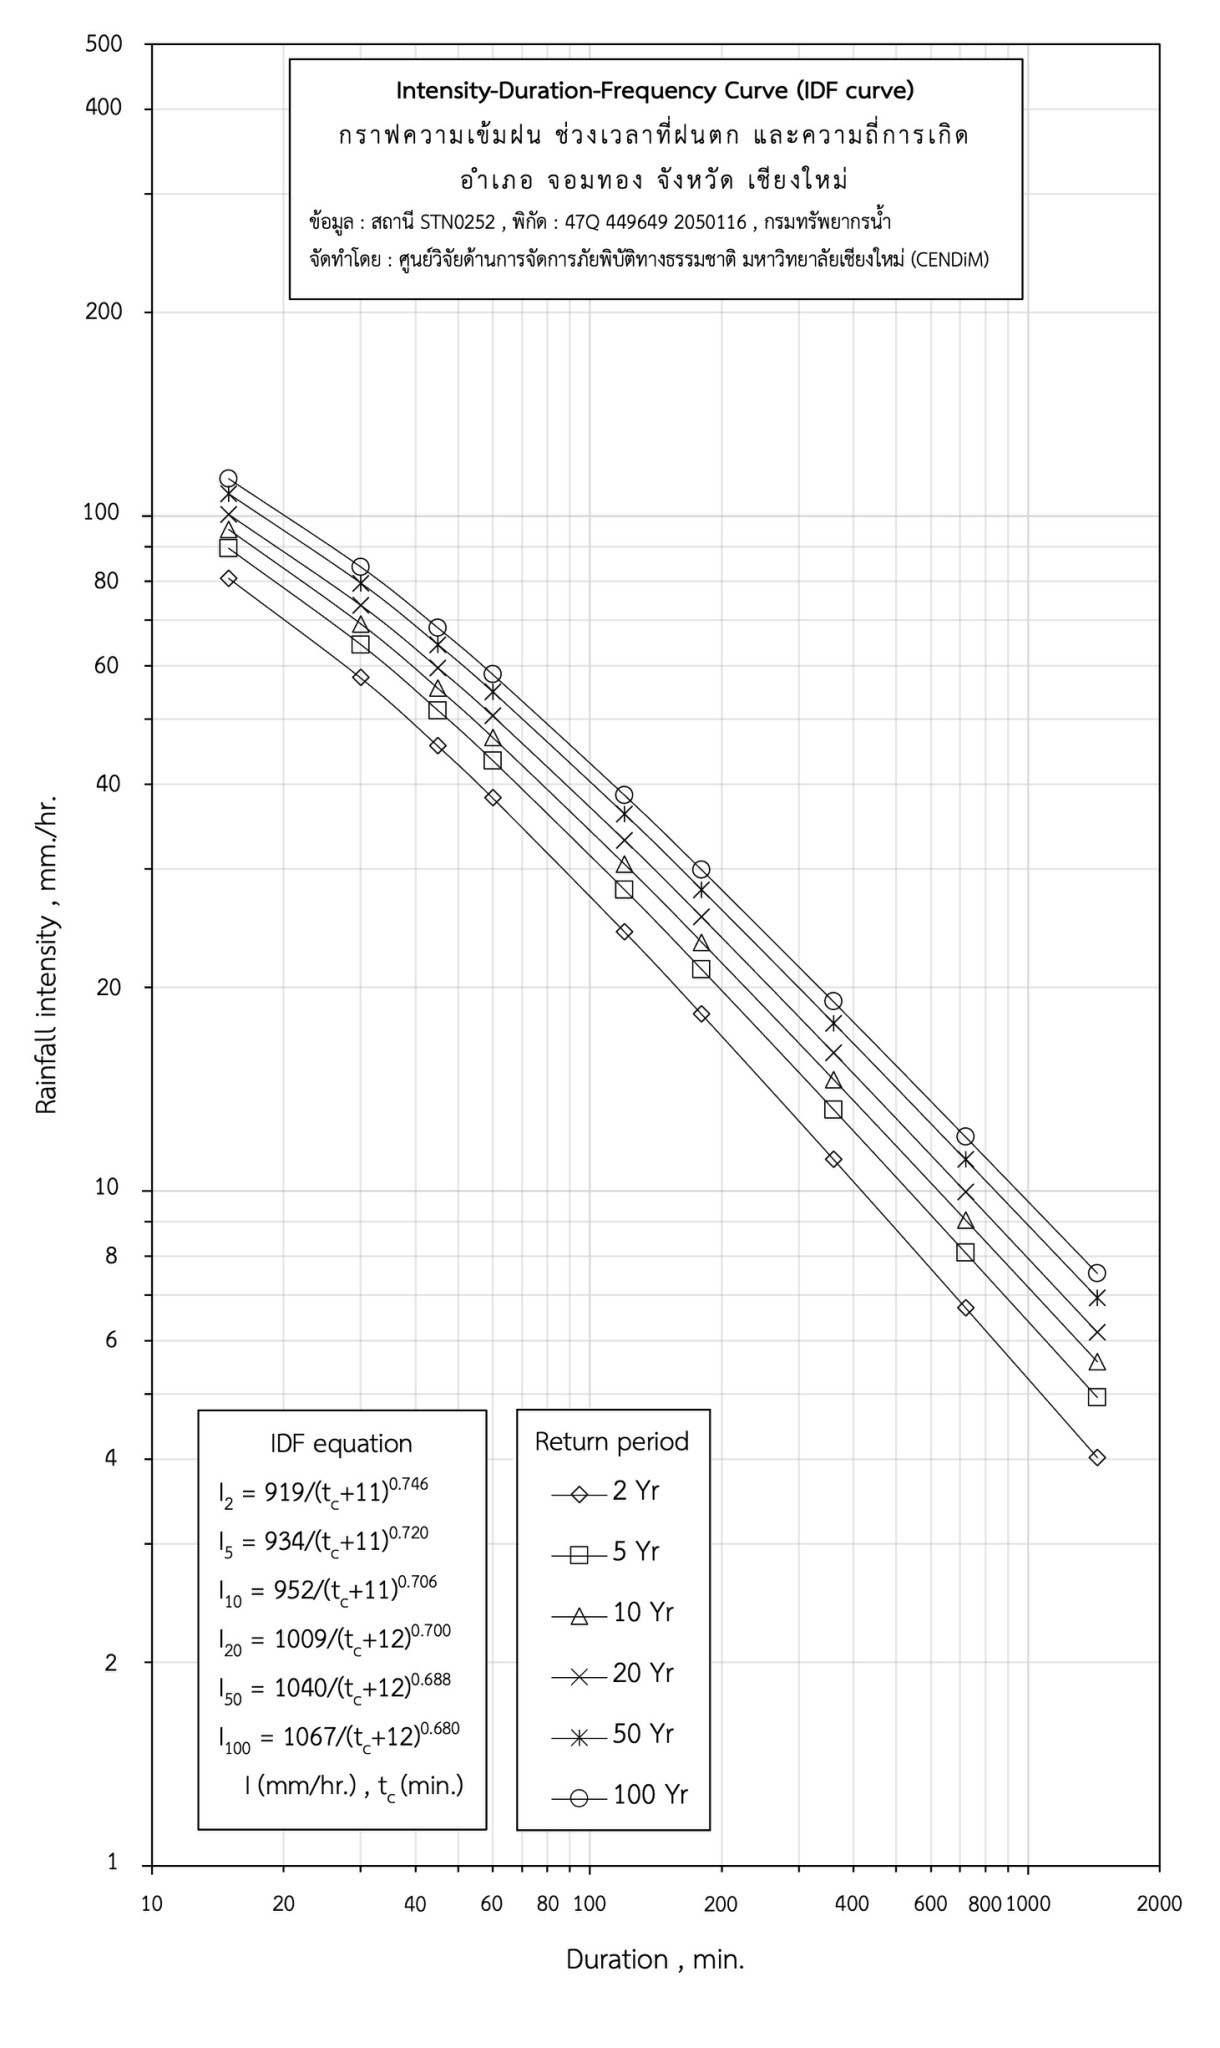 Intensity-Duration-Frequency Curve (IDF curve)
กราฟความเข้มฝน ช่วงเวลาที่ฝนตก และความถี่การเกิด
อำเภอ จอมทอง จังหวัด เชียงใหม่
ข้อมูล : สถานี STN0252 , พิกัด : 47Q 449649 2050116 , กรมทรัพยากรน้ำ
จัดทำโดย : ศูนย์วิจัยด้านการจัดการภัยพิบัติทางธรรมชาติ มหาวิทยาลัยเชียงใหม่ (CENDiM)
500
400
200
100
80
60
40
20
10
8
6
4
2
1
Rainfall intensity , mm./hr.
IDF equation
I₂ = 919/(t_c+11)^0.746
I₅ = 934/(t_c+11)^0.720
I₁₀ = 952/(t_c+11)^0.706
I₂₀ = 1009/(t_c+12)^0.700
I₅₀ = 1040/(t_c+12)^0.688
I₁₀₀ = 1067/(t_c+12)^0.680
I (mm/hr.) , t_c (min.)
Return period
2 Yr
5 Yr
10 Yr
20 Yr
50 Yr
100 Yr
10 20 40 60 80 100 200 400 600 800 1000 2000
Duration , min.